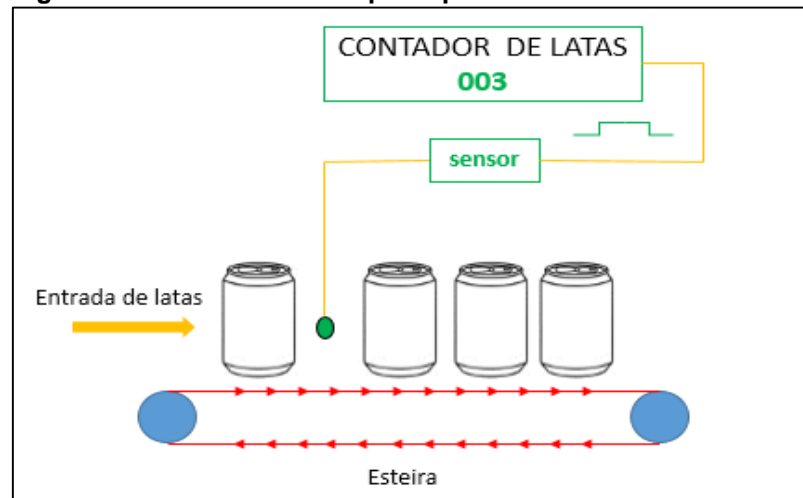 CONTADOR DE LATAS
003
sensor
Entrada de latas
Esteira